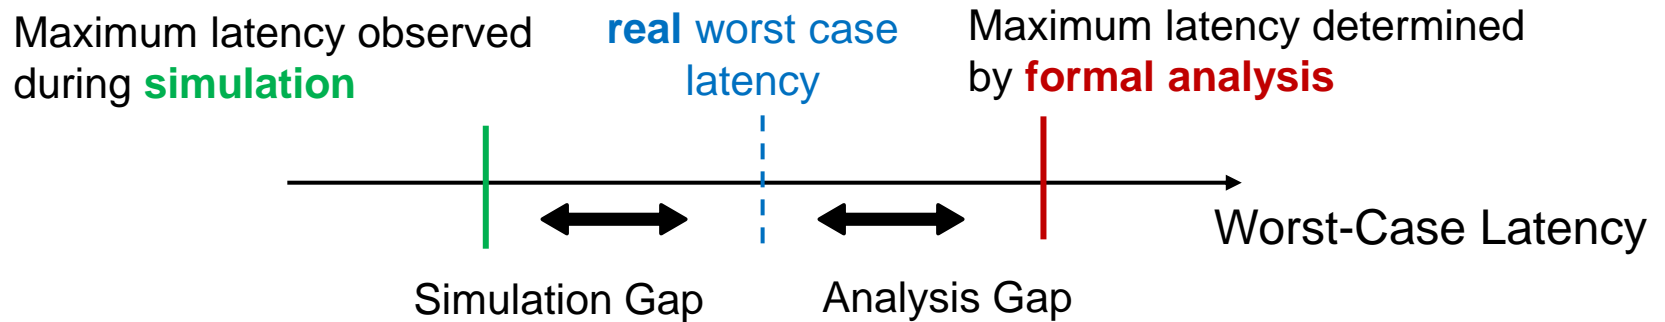 Maximum latency observed
during simulation
real worst case
latency
Maximum latency determined
by formal analysis
Worst-Case Latency
Simulation Gap
Analysis Gap